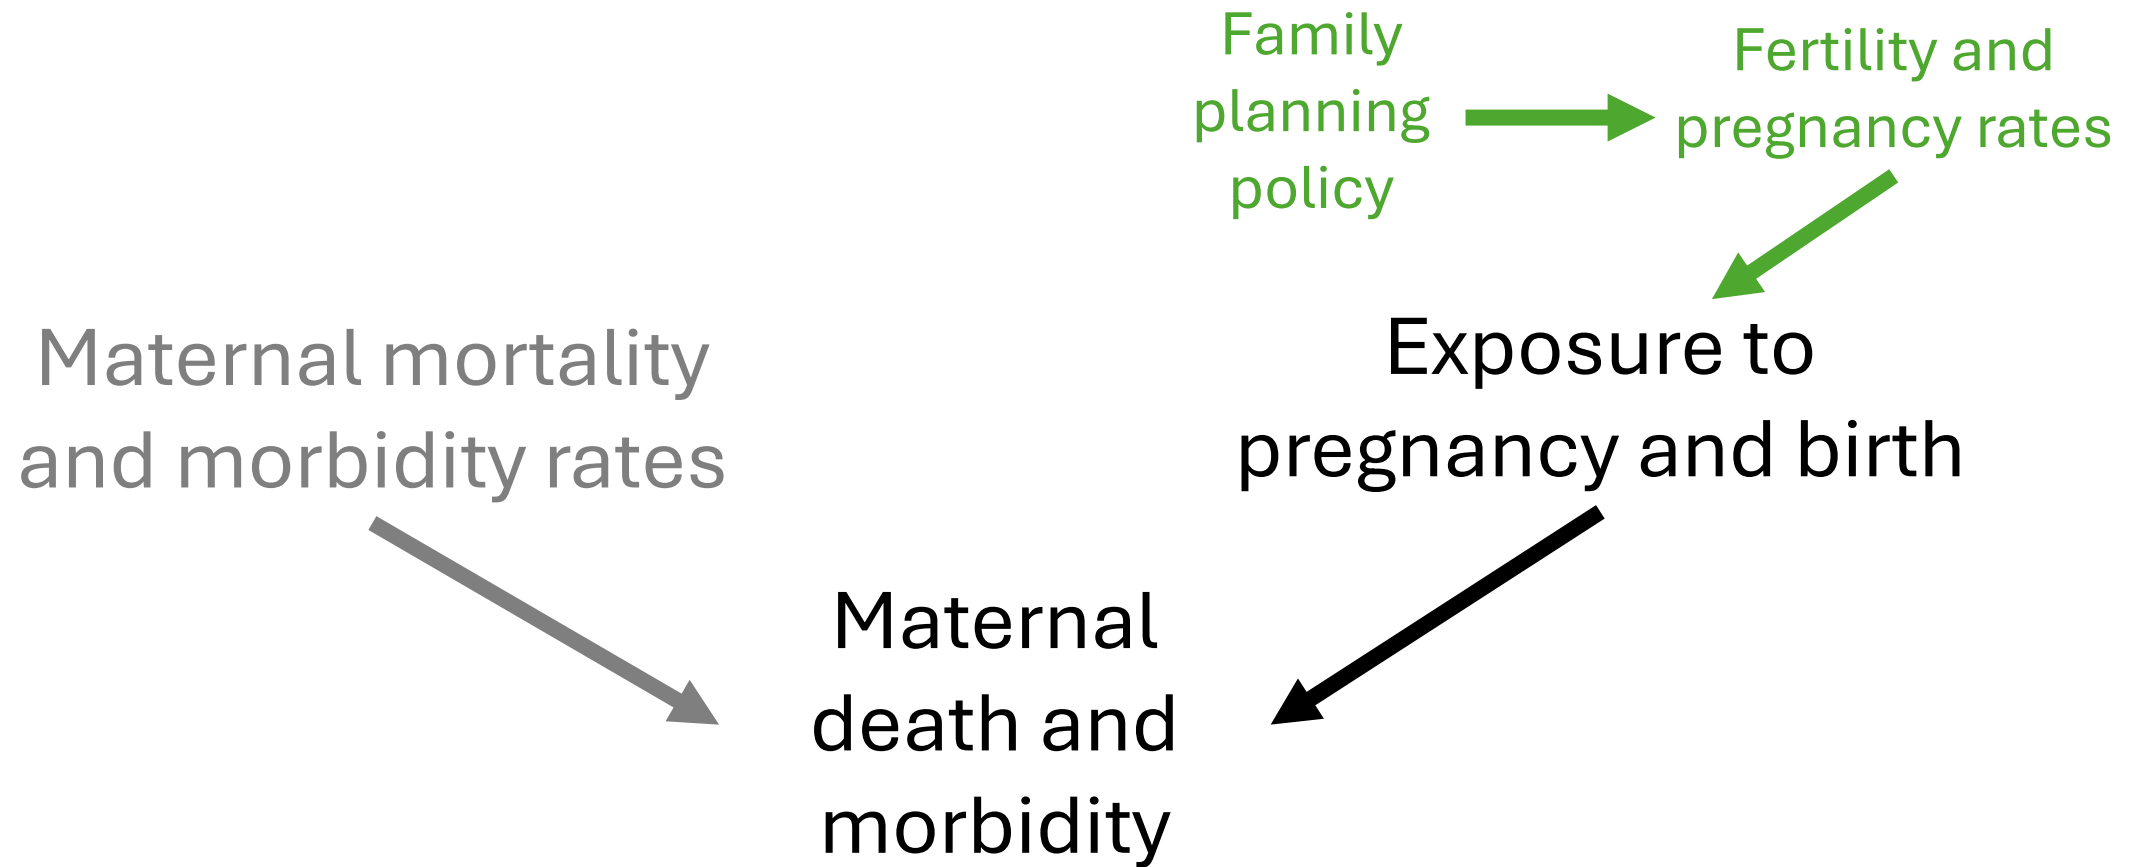 Family
planning
policy
Fertility and
pregnancy rates
Maternal mortality
and morbidity rates
Exposure to
pregnancy and birth
Maternal
death and
morbidity